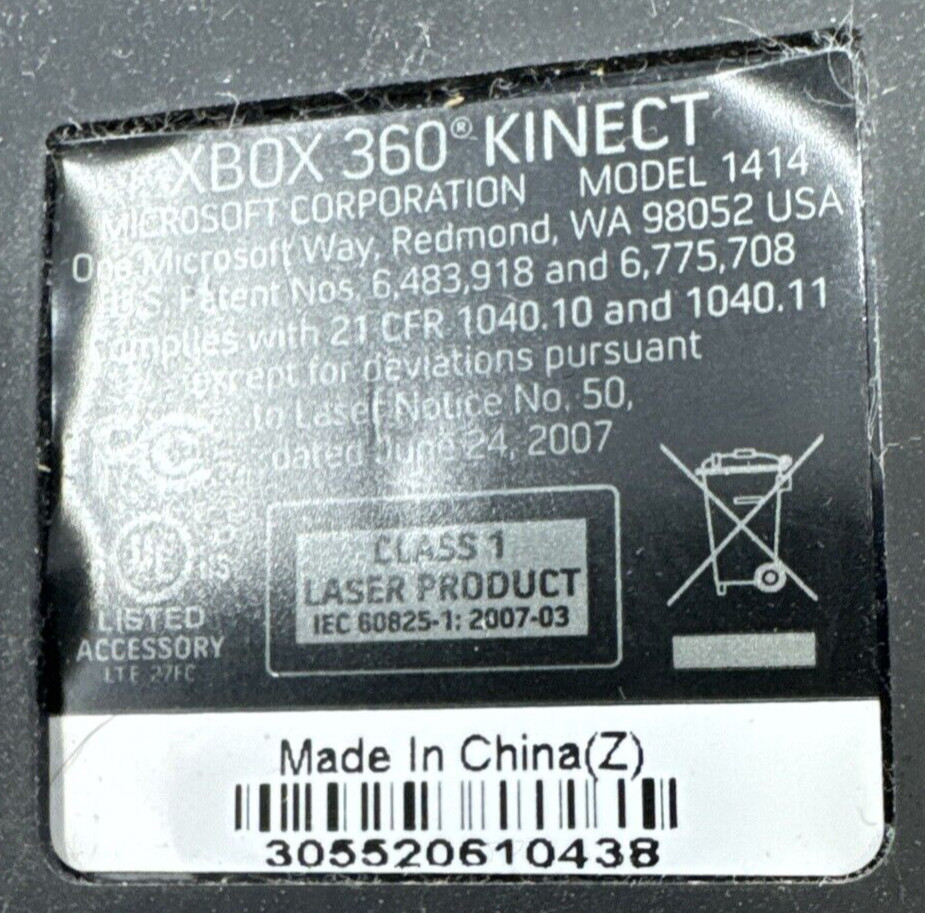 XBOX 360® KINECT
MICROSOFT CORPORATION MODEL 1414
One Microsoft Way, Redmond, WA 98052 USA
U.S. Patent Nos. 6,483,918 and 6,775,708
Complies with 21 CFR 1040.10 and 1040.11
except for deviations pursuant
to Laser Notice No. 50,
dated June 24, 2007
FC
UL US
LISTED
ACCESSORY
CLASS 1
LASER PRODUCT
IEC 60825-1: 2007-03
Made In China(Z)
305520610438